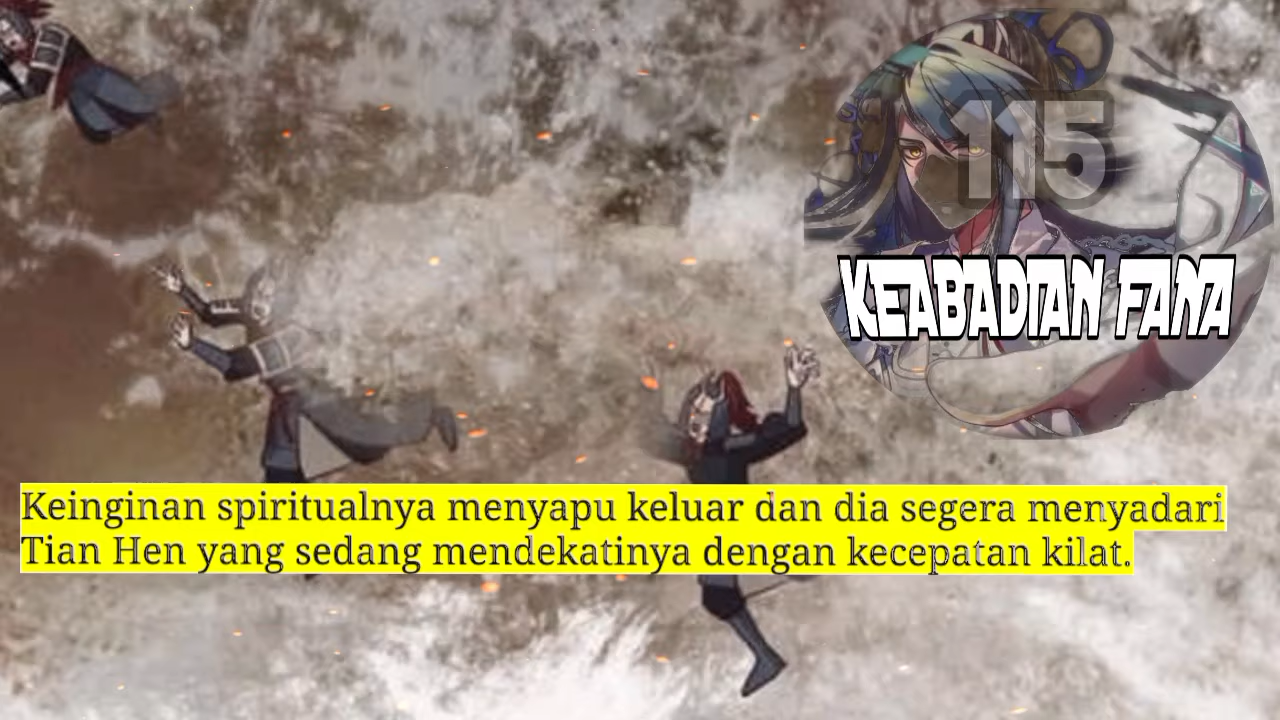 115
KEABADIAN FANA
Keinginan spiritualnya menyapu keluar dan dia segera menyadari
Tian Hen yang sedang mendekatinya dengan kecepatan kilat.